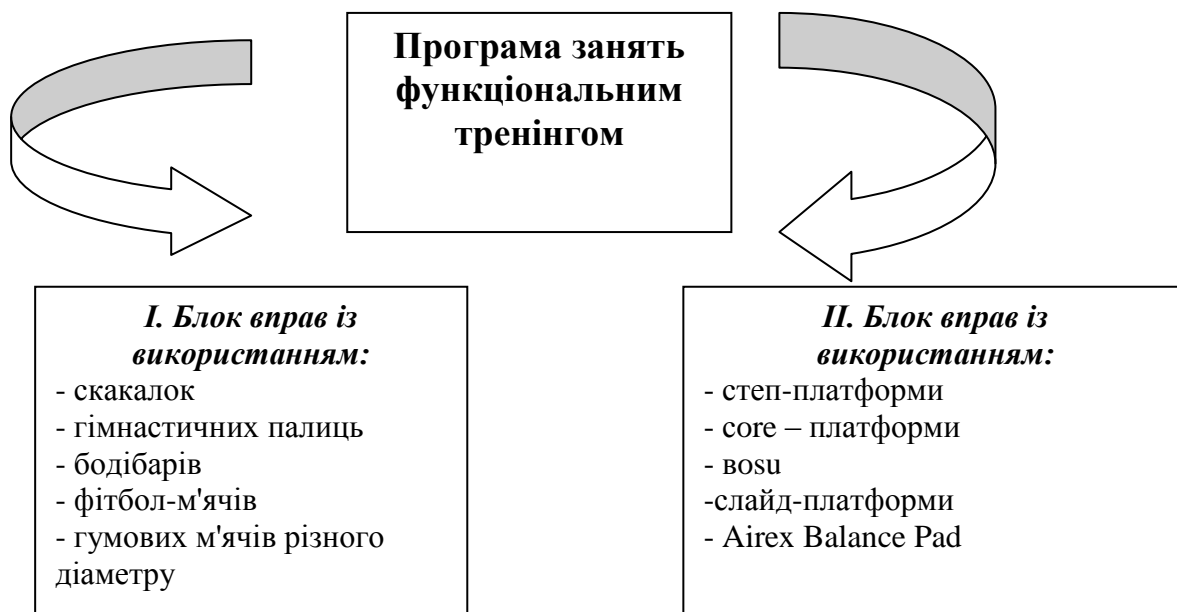 Програма занять
функціональним
тренінгом
I. Блок вправ із
використанням:
- скакалок
- гімнастичних палиць
- бодібарів
- фітбол-м'ячів
- гумових м'ячів різного
діаметру
II. Блок вправ із
використанням:
- степ-платформи
- core – платформи
- воsu
-слайд-платформи
- Airex Balance Pad